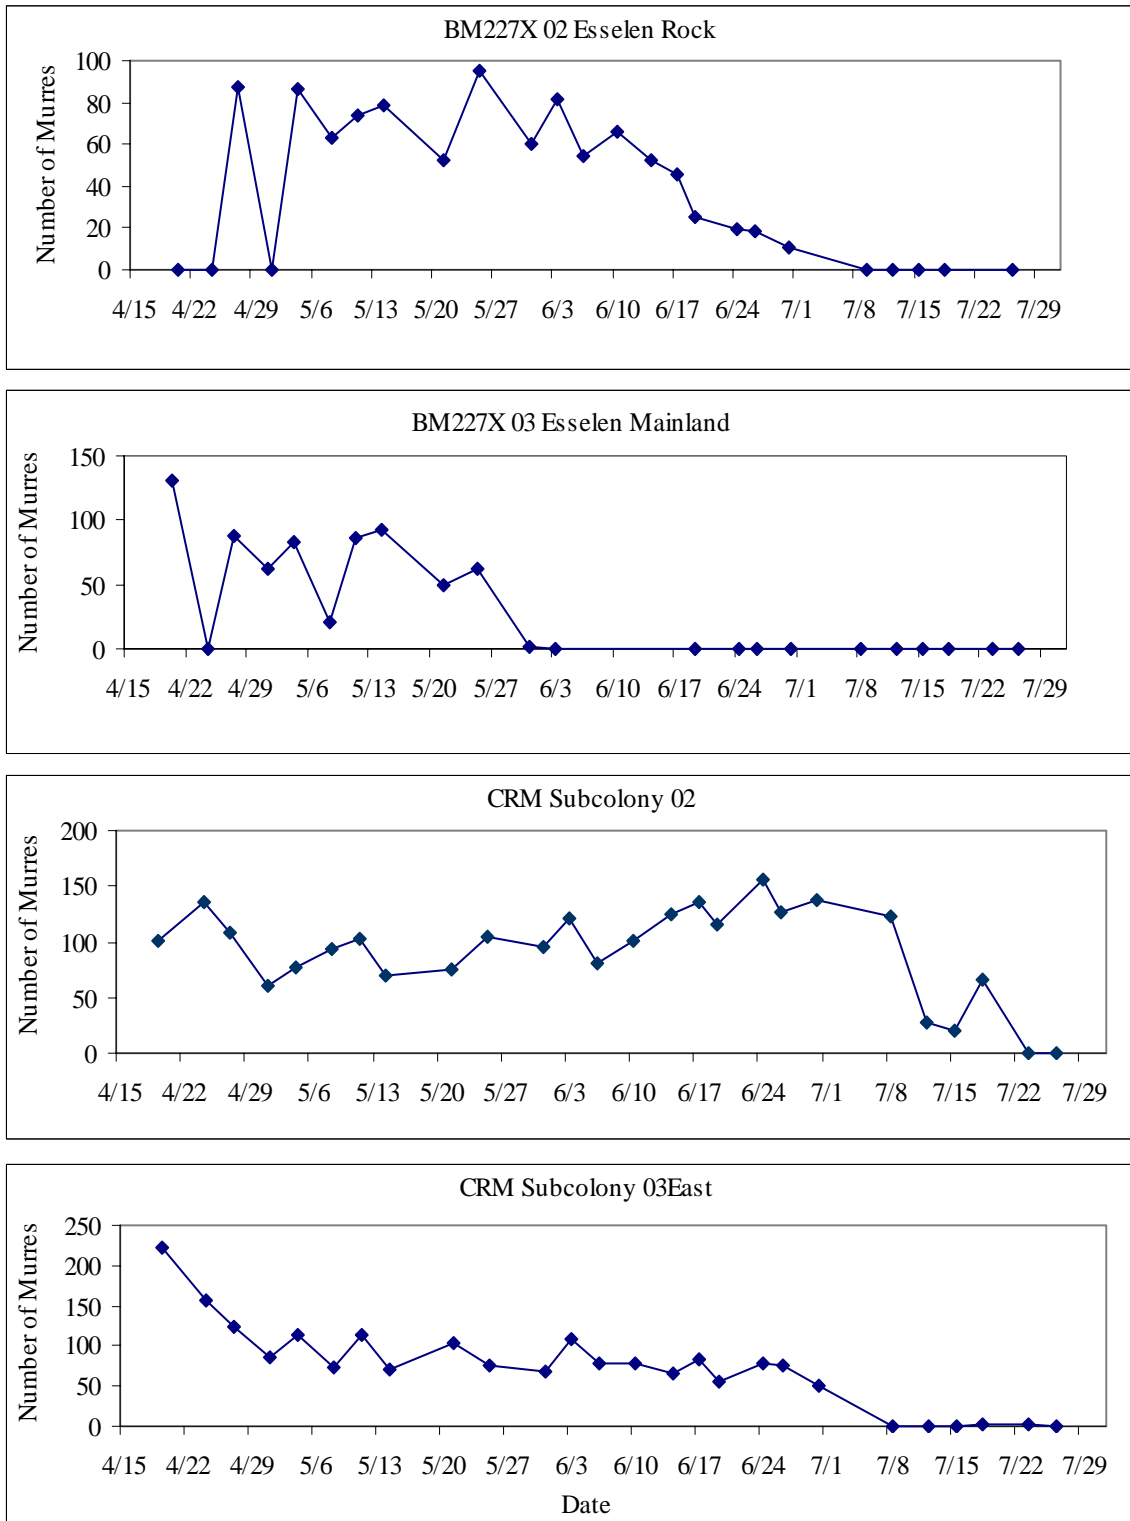 BM227X 02 Esselen Rock
Number of Murres
100
80
60
40
20
0
4/15 4/22 4/29 5/6 5/13 5/20 5/27 6/3 6/10 6/17 6/24 7/1 7/8 7/15 7/22 7/29
BM227X 03 Esselen Mainland
Number of Murres
150
100
50
0
4/15 4/22 4/29 5/6 5/13 5/20 5/27 6/3 6/10 6/17 6/24 7/1 7/8 7/15 7/22 7/29
CRM Subcolony 02
Number of Murres
200
150
100
50
0
4/15 4/22 4/29 5/6 5/13 5/20 5/27 6/3 6/10 6/17 6/24 7/1 7/8 7/15 7/22 7/29
CRM Subcolony 03East
Number of Murres
250
200
150
100
50
0
4/15 4/22 4/29 5/6 5/13 5/20 5/27 6/3 6/10 6/17 6/24 7/1 7/8 7/15 7/22 7/29
Date